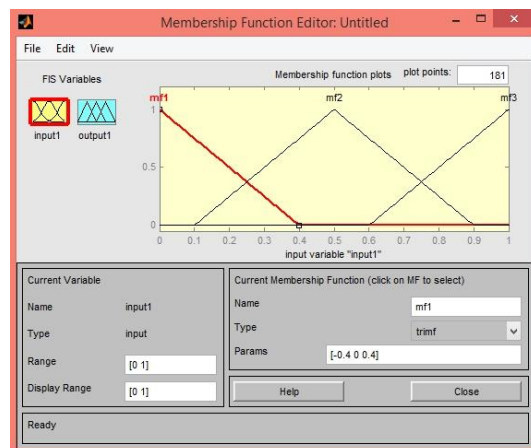 Membership Function Editor: Untitled
File Edit View
FIS Variables
input1 output1
Membership function plots plot points: 181
mf1 mf2 mf3
1
0.5
0
0 0.1 0.2 0.3 0.4 0.5 0.6 0.7 0.8 0.9 1
input variable "input1"
Current Variable
Name input1
Type input
Range [0 1]
Display Range [0 1]
Current Membership Function (click on MF to select)
Name mf1
Type trimf
Params [-0.4 0 0.4]
Help Close
Ready